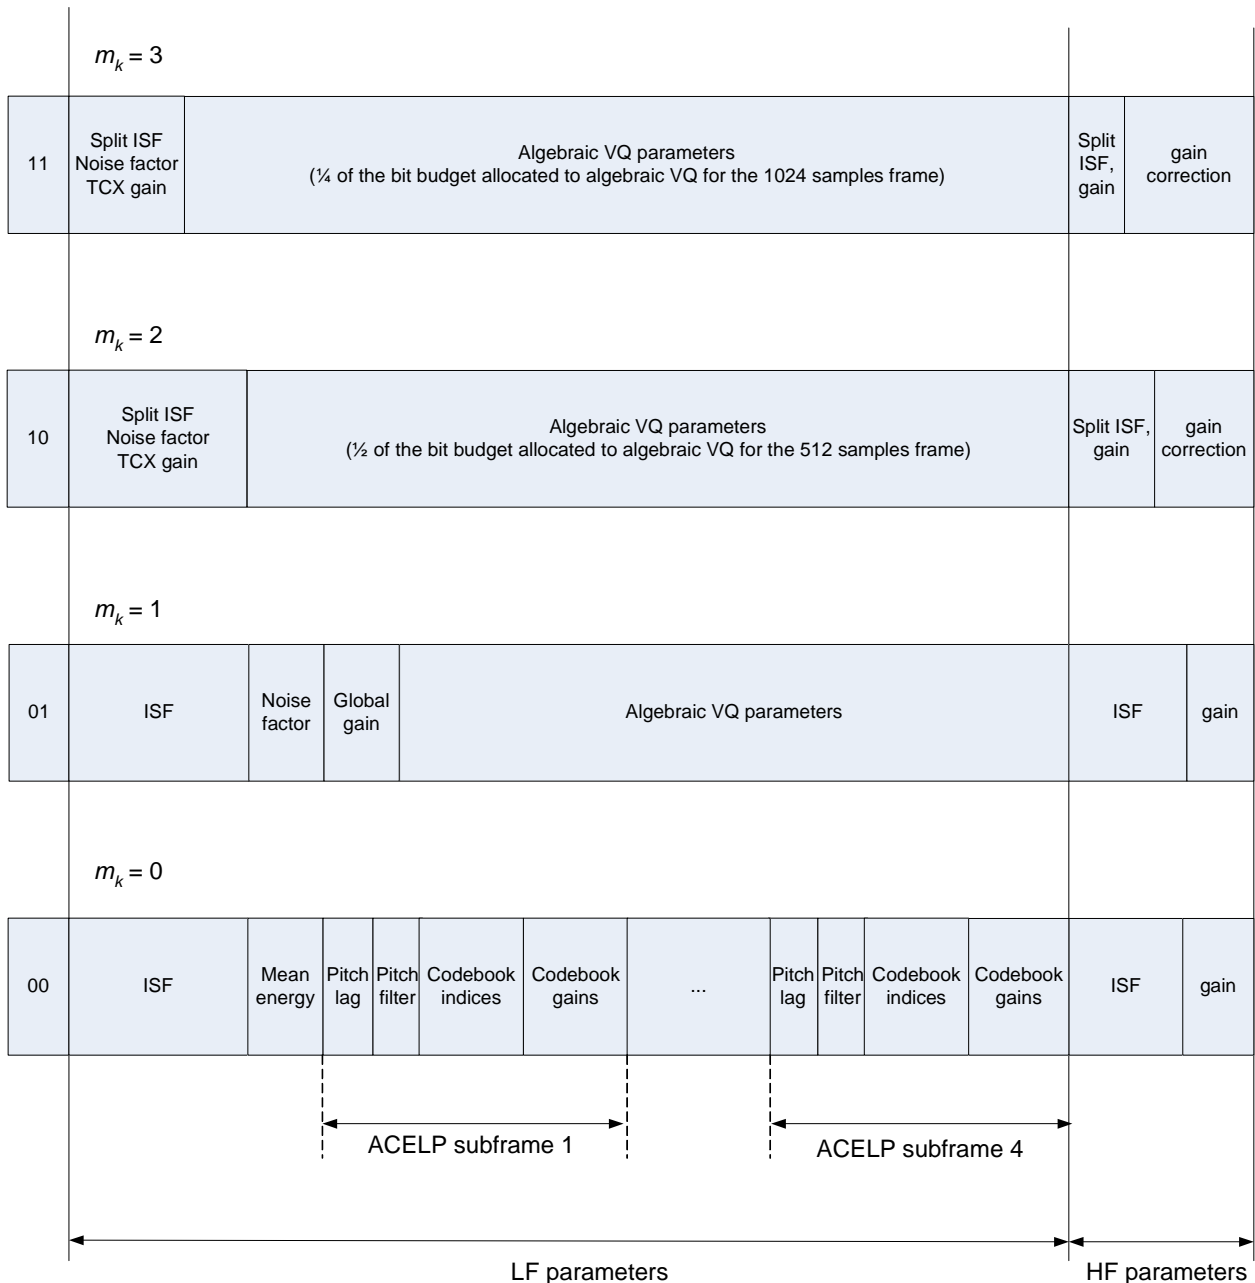 m_k = 3
11
Split ISF
Noise factor
TCX gain
Algebraic VQ parameters
(¼ of the bit budget allocated to algebraic VQ for the 1024 samples frame)
Split
ISF,
gain
gain
correction
m_k = 2
10
Split ISF
Noise factor
TCX gain
Algebraic VQ parameters
(½ of the bit budget allocated to algebraic VQ for the 512 samples frame)
Split ISF,
gain
gain
correction
m_k = 1
01
ISF
Noise
factor
Global
gain
Algebraic VQ parameters
ISF
gain
m_k = 0
00
ISF
Mean
energy
Pitch
lag
Pitch
filter
Codebook
indices
Codebook
gains
...
Pitch
lag
Pitch
filter
Codebook
indices
Codebook
gains
ISF
gain
ACELP subframe 1
ACELP subframe 4
LF parameters
HF parameters